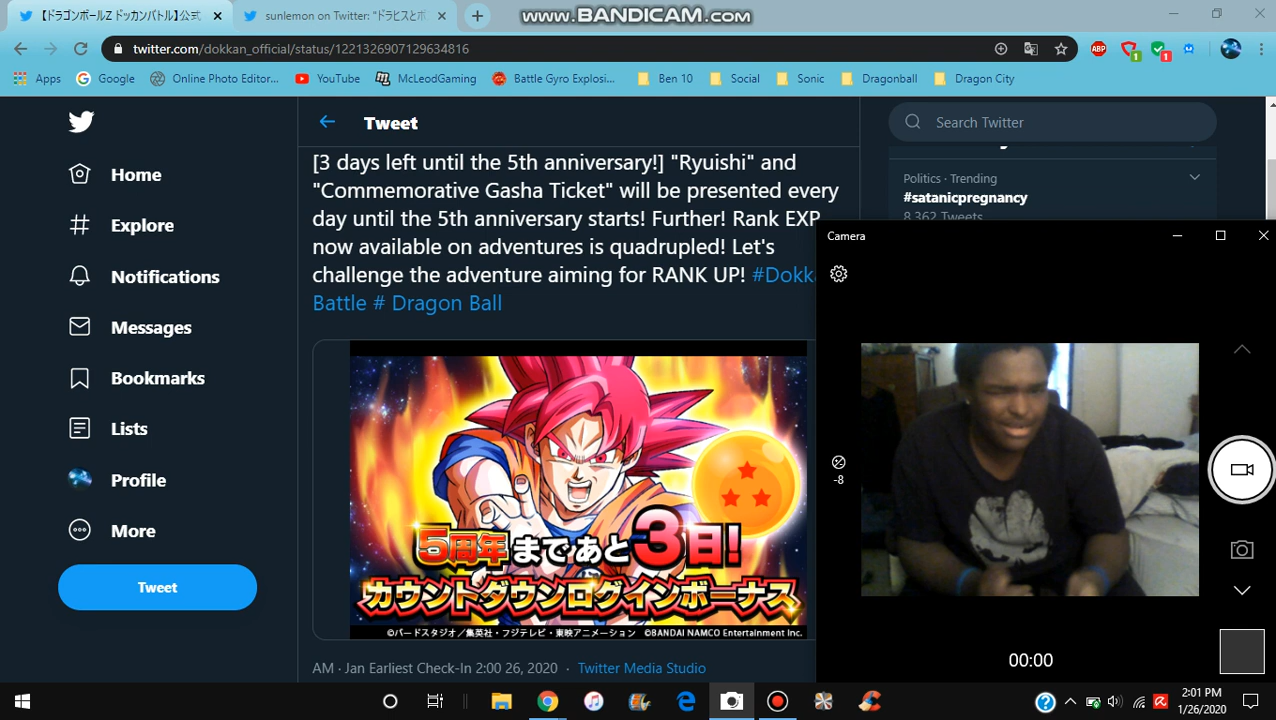 【ドラゴンボールZ ドッカンバトル】公式
sunlemon on Twitter: "ドラヒスとボ
www.BANDICAM.com
twitter.com/dokkan_official/status/1221326907129634816
ABP
1
1
Apps
Google
Online Photo Editor...
YouTube
McLeodGaming
Battle Gyro Explosi...
Ben 10
Social
Sonic
Dragonball
Dragon City
Tweet
Search Twitter
[3 days left until the 5th anniversary!] "Ryuishi" and
"Commemorative Gasha Ticket" will be presented every
day until the 5th anniversary starts! Further! Rank EXP
now available on adventures is quadrupled! Let's
challenge the adventure aiming for RANK UP! #Dokka
Battle # Dragon Ball
5周年まであと3日!
カウントダウンログインボーナス
©バードスタジオ／集英社・フジテレビ・東映アニメーション ©BANDAI NAMCO Entertainment Inc.
AM · Jan Earliest Check-In 2:00 26, 2020 · Twitter Media Studio
Home
Explore
Notifications
Messages
Bookmarks
Lists
Profile
More
Tweet
Politics · Trending
#satanicpregnancy
8,362 Tweets
Camera
-8
00:00
2:01 PM
1/26/2020